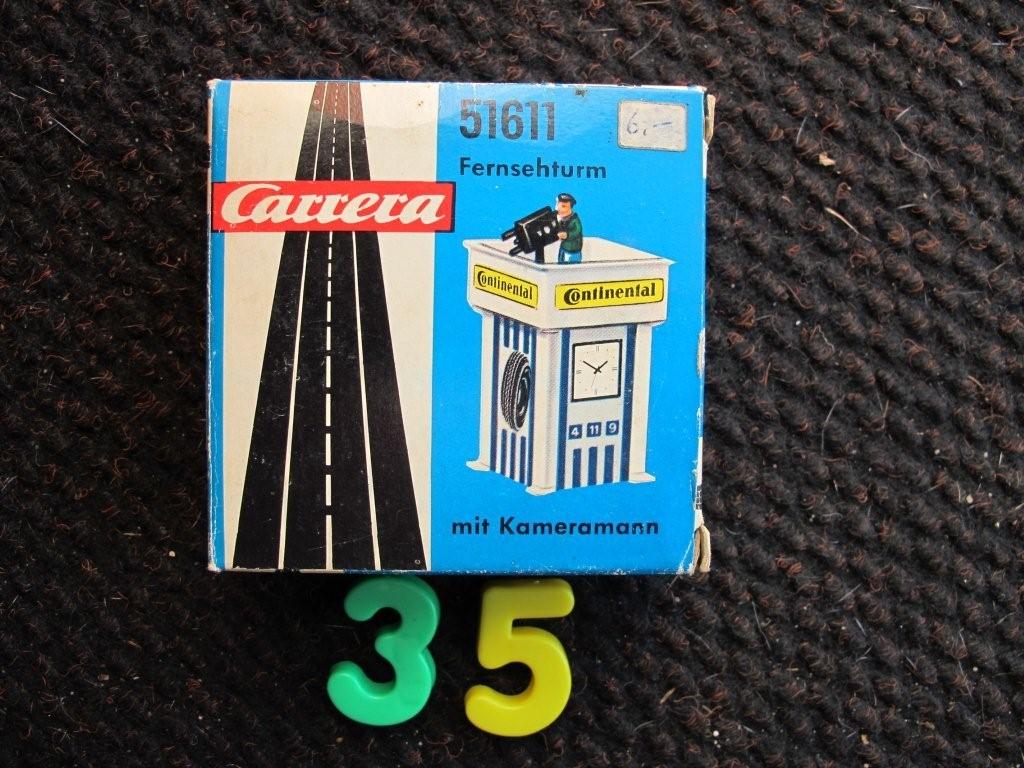 51611
6.–
Fernsehturm
Carrera
Continental
Continental
4 11 9
mit Kameramann
35